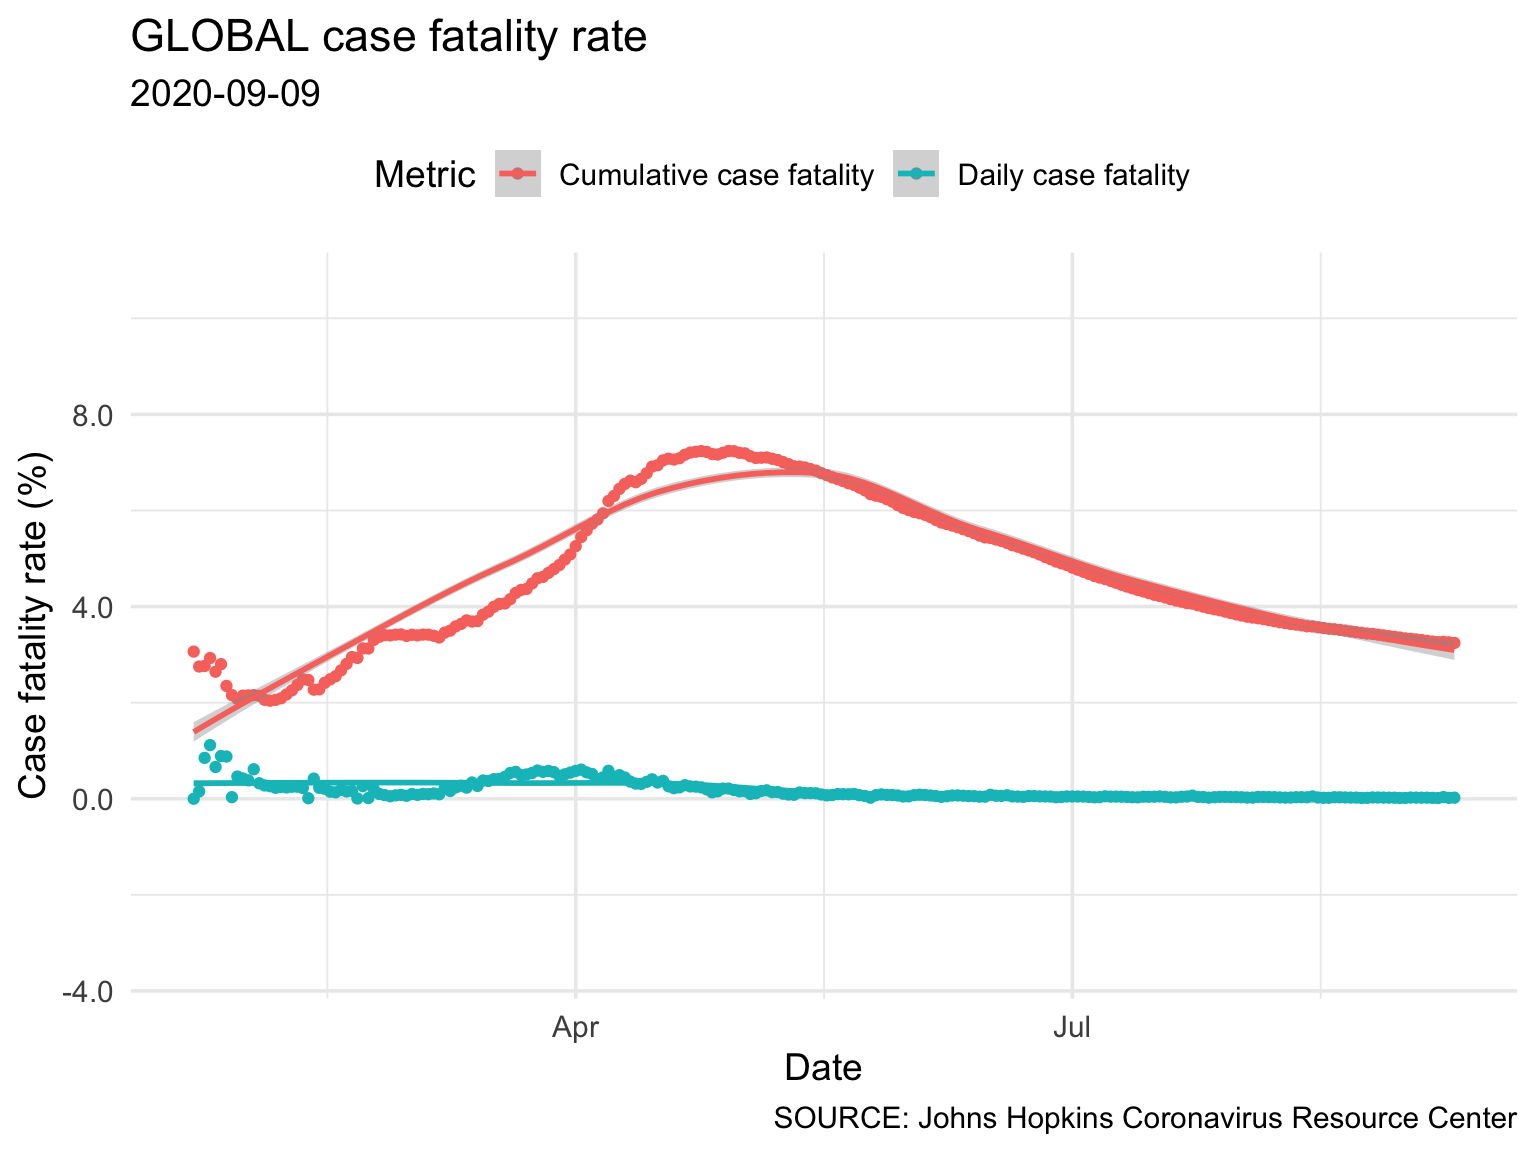 GLOBAL case fatality rate
2020-09-09
Metric Cumulative case fatality Daily case fatality
Case fatality rate (%)
8.0
4.0
0.0
-4.0
Apr Jul
Date
SOURCE: Johns Hopkins Coronavirus Resource Center